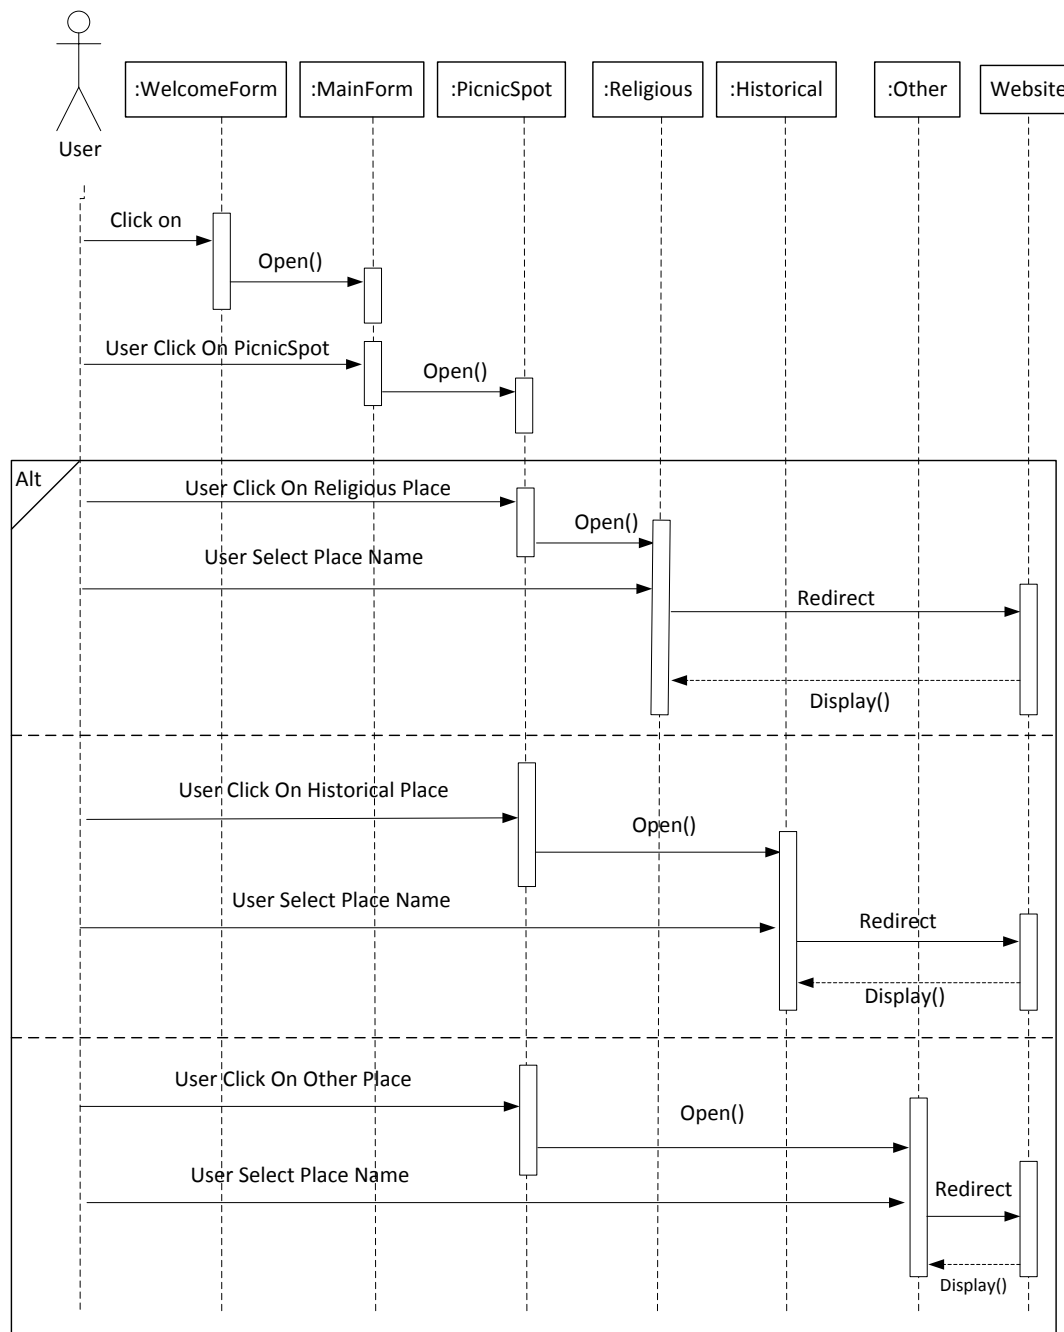 :WelcomeForm
:MainForm
:PicnicSpot
:Religious
:Historical
:Other
Website
User
Click on
Open()
User Click On PicnicSpot
Open()
Alt
User Click On Religious Place
Open()
User Select Place Name
Redirect
Display()
User Click On Historical Place
Open()
User Select Place Name
Redirect
Display()
User Click On Other Place
Open()
User Select Place Name
Redirect
Display()